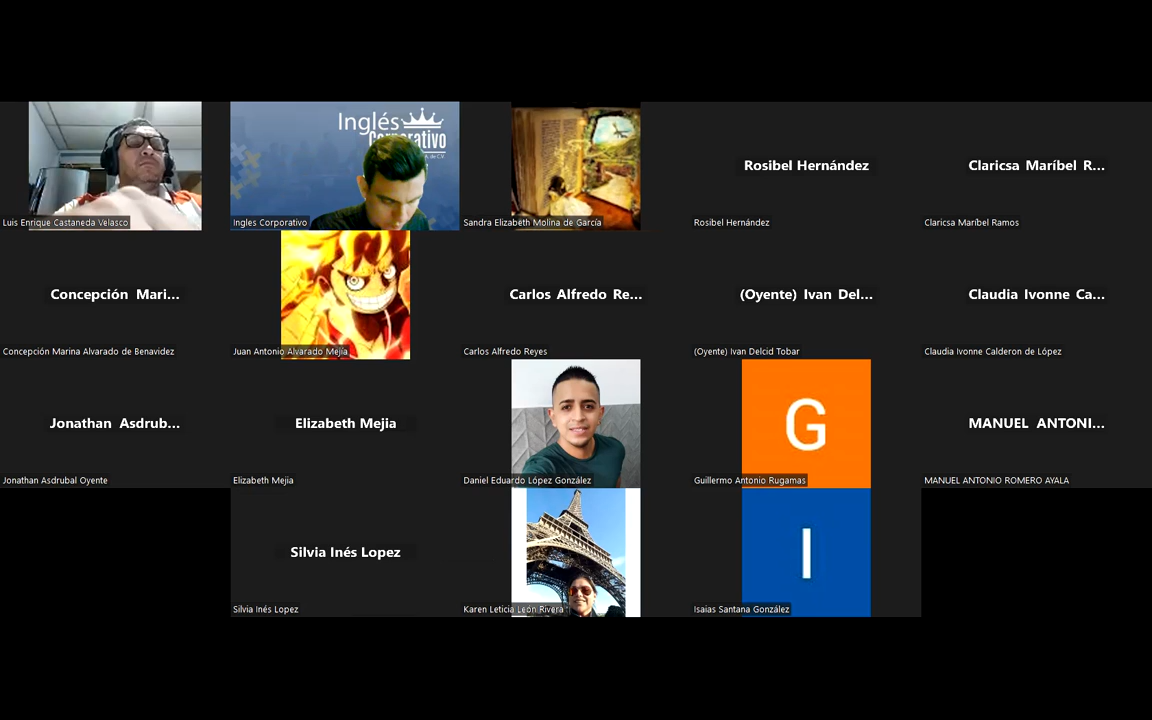 Inglés
Corporativo
A. de C.V.
Luis Enrique Castaneda Velasco
Ingles Corporativo
Sandra Elizabeth Molina de García
Rosibel Hernández
Rosibel Hernández
Claricsa Maríbel R...
Claricsa Maríbel Ramos
Concepción Mari...
Concepción Marina Alvarado de Benavidez
Juan Antonio Alvarado Mejía
Carlos Alfredo Re...
Carlos Alfredo Reyes
(Oyente) Ivan Del...
(Oyente) Ivan Delcid Tobar
Claudia Ivonne Ca...
Claudia Ivonne Calderon de López
Jonathan Asdrub...
Jonathan Asdrubal Oyente
Elizabeth Mejia
Elizabeth Mejia
Daniel Eduardo López González
G
Guillermo Antonio Rugamas
MANUEL ANTONI...
MANUEL ANTONIO ROMERO AYALA
Silvia Inés Lopez
Silvia Inés Lopez
Karen Leticia León Rivera
I
Isaias Santana González